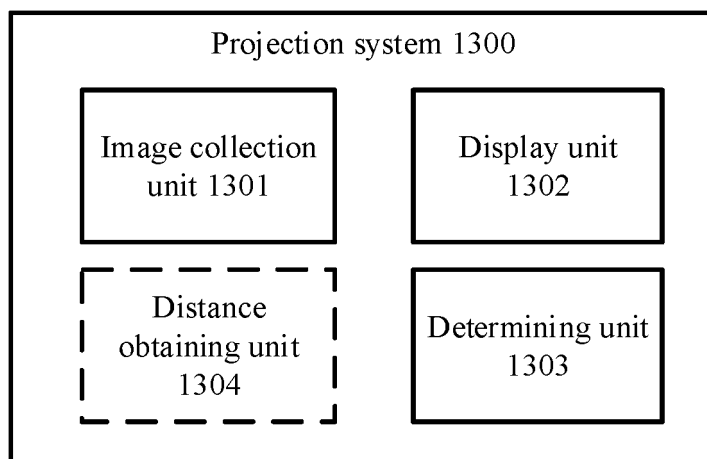 Projection system 1300
Image collection
unit 1301
Display unit
1302
Distance
obtaining unit
1304
Determining unit
1303